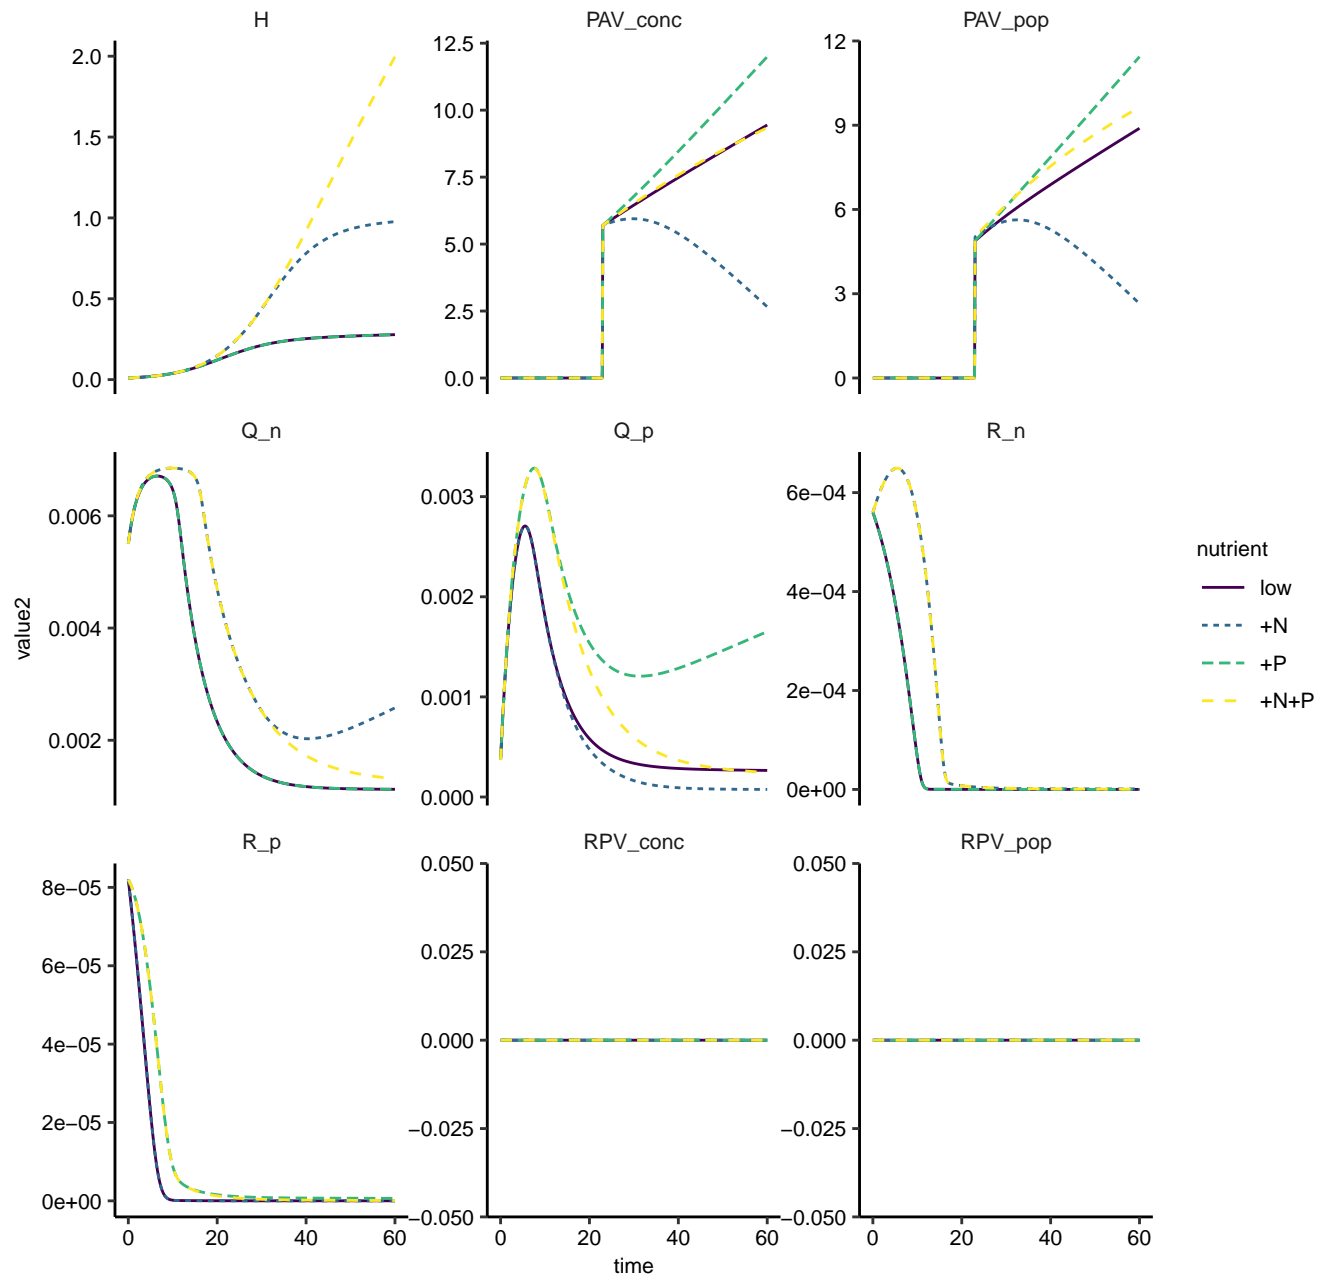 H
PAV_conc
PAV_pop
2.0
1.5
1.0
0.5
0.0
12.5
10.0
7.5
5.0
2.5
0.0
12
9
6
3
0
Q_n
Q_p
R_n
0.006
0.004
0.002
0.003
0.002
0.001
0.000
6e−04
4e−04
2e−04
0e+00
R_p
RPV_conc
RPV_pop
8e−05
6e−05
4e−05
2e−05
0e+00
0.050
0.025
0.000
−0.025
−0.050
0.050
0.025
0.000
−0.025
−0.050
0 20 40 60
0 20 40 60
0 20 40 60
time
value2
nutrient
low
+N
+P
+N+P